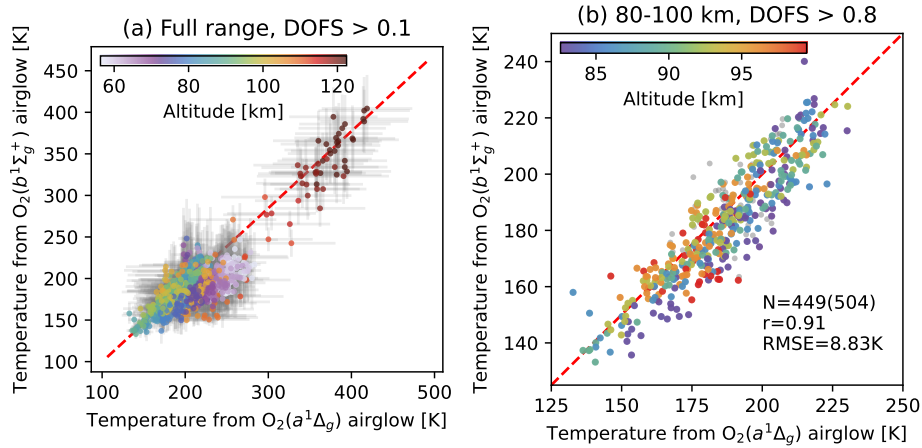 (a) Full range, DOFS > 0.1
Temperature from O₂(b¹Σg⁺) airglow [K]
450
400
350
300
250
200
150
100
60 80 100 120
Altitude [km]
100 200 300 400 500
Temperature from O₂(a¹Δg) airglow [K]
(b) 80-100 km, DOFS > 0.8
Temperature from O₂(b¹Σg⁺) airglow [K]
240
220
200
180
160
140
85 90 95
Altitude [km]
N=449(504)
r=0.91
RMSE=8.83K
125 150 175 200 225 250
Temperature from O₂(a¹Δg) airglow [K]